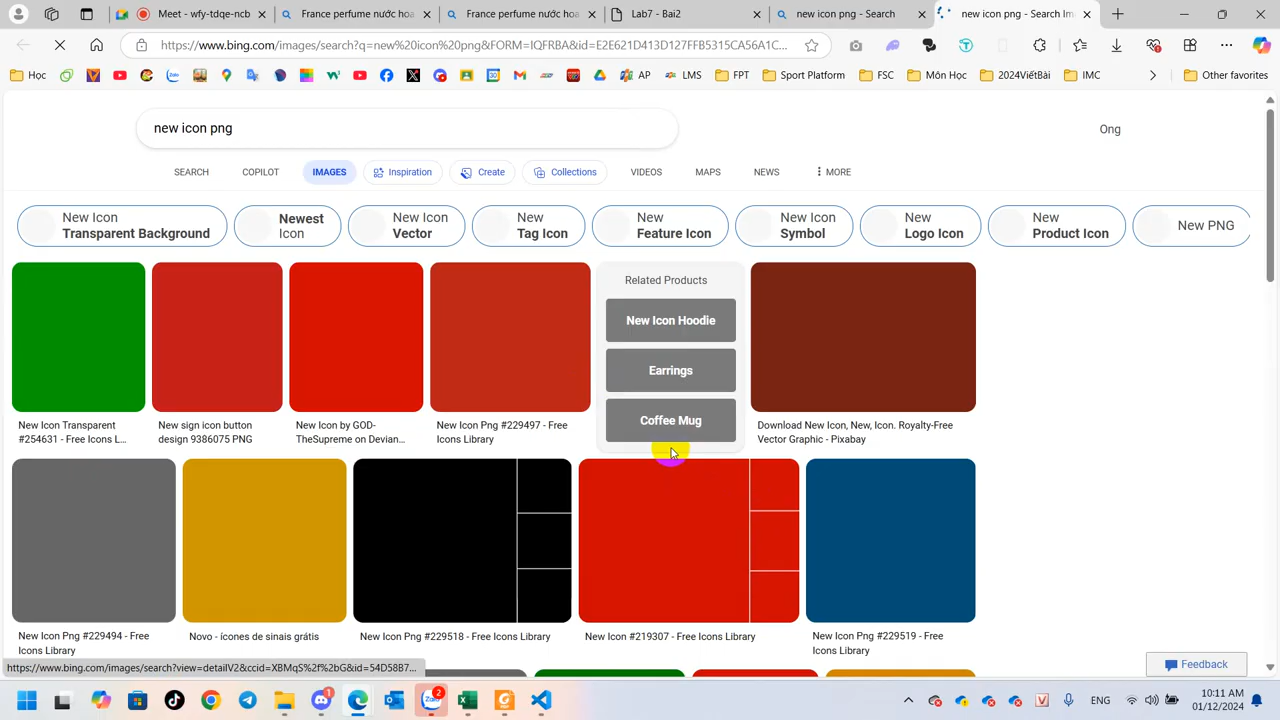 Meet - wfy-tdqe-ncb
France perfume nước hoa
France perfume nước hoa
Lab7 - Bai2
new icon png - Search
new icon png - Search Im
https://www.bing.com/images/search?q=new%20icon%20png&FORM=IQFRBA&id=E2E621D413D127FFB5315CA56A1C...
Học
AP
LMS
FPT
Sport Platform
FSC
Môn Học
2024ViếtBài
IMC
Other favorites
new icon png
Ong
SEARCH
COPILOT
IMAGES
Inspiration
Create
Collections
VIDEOS
MAPS
NEWS
MORE
New Icon
Transparent Background
Newest
Icon
New Icon
Vector
New
Tag Icon
New
Feature Icon
New Icon
Symbol
New
Logo Icon
New
Product Icon
New PNG
Related Products
New Icon Hoodie
Earrings
Coffee Mug
New Icon Transparent
#254631 - Free Icons L...
New sign icon button
design 9386075 PNG
New Icon by GOD-
TheSupreme on Devian...
New Icon Png #229497 - Free
Icons Library
Download New Icon, New, Icon. Royalty-Free
Vector Graphic - Pixabay
New Icon Png #229494 - Free
Icons Library
Novo - ícones de sinais grátis
New Icon Png #229518 - Free Icons Library
New Icon #219307 - Free Icons Library
New Icon Png #229519 - Free
Icons Library
https://www.bing.com/images/search?view=detailV2&ccid=XBMqS%2f%2bG&id=54D58B7...
Feedback
1
Zalo
2
ENG
10:11 AM
01/12/2024